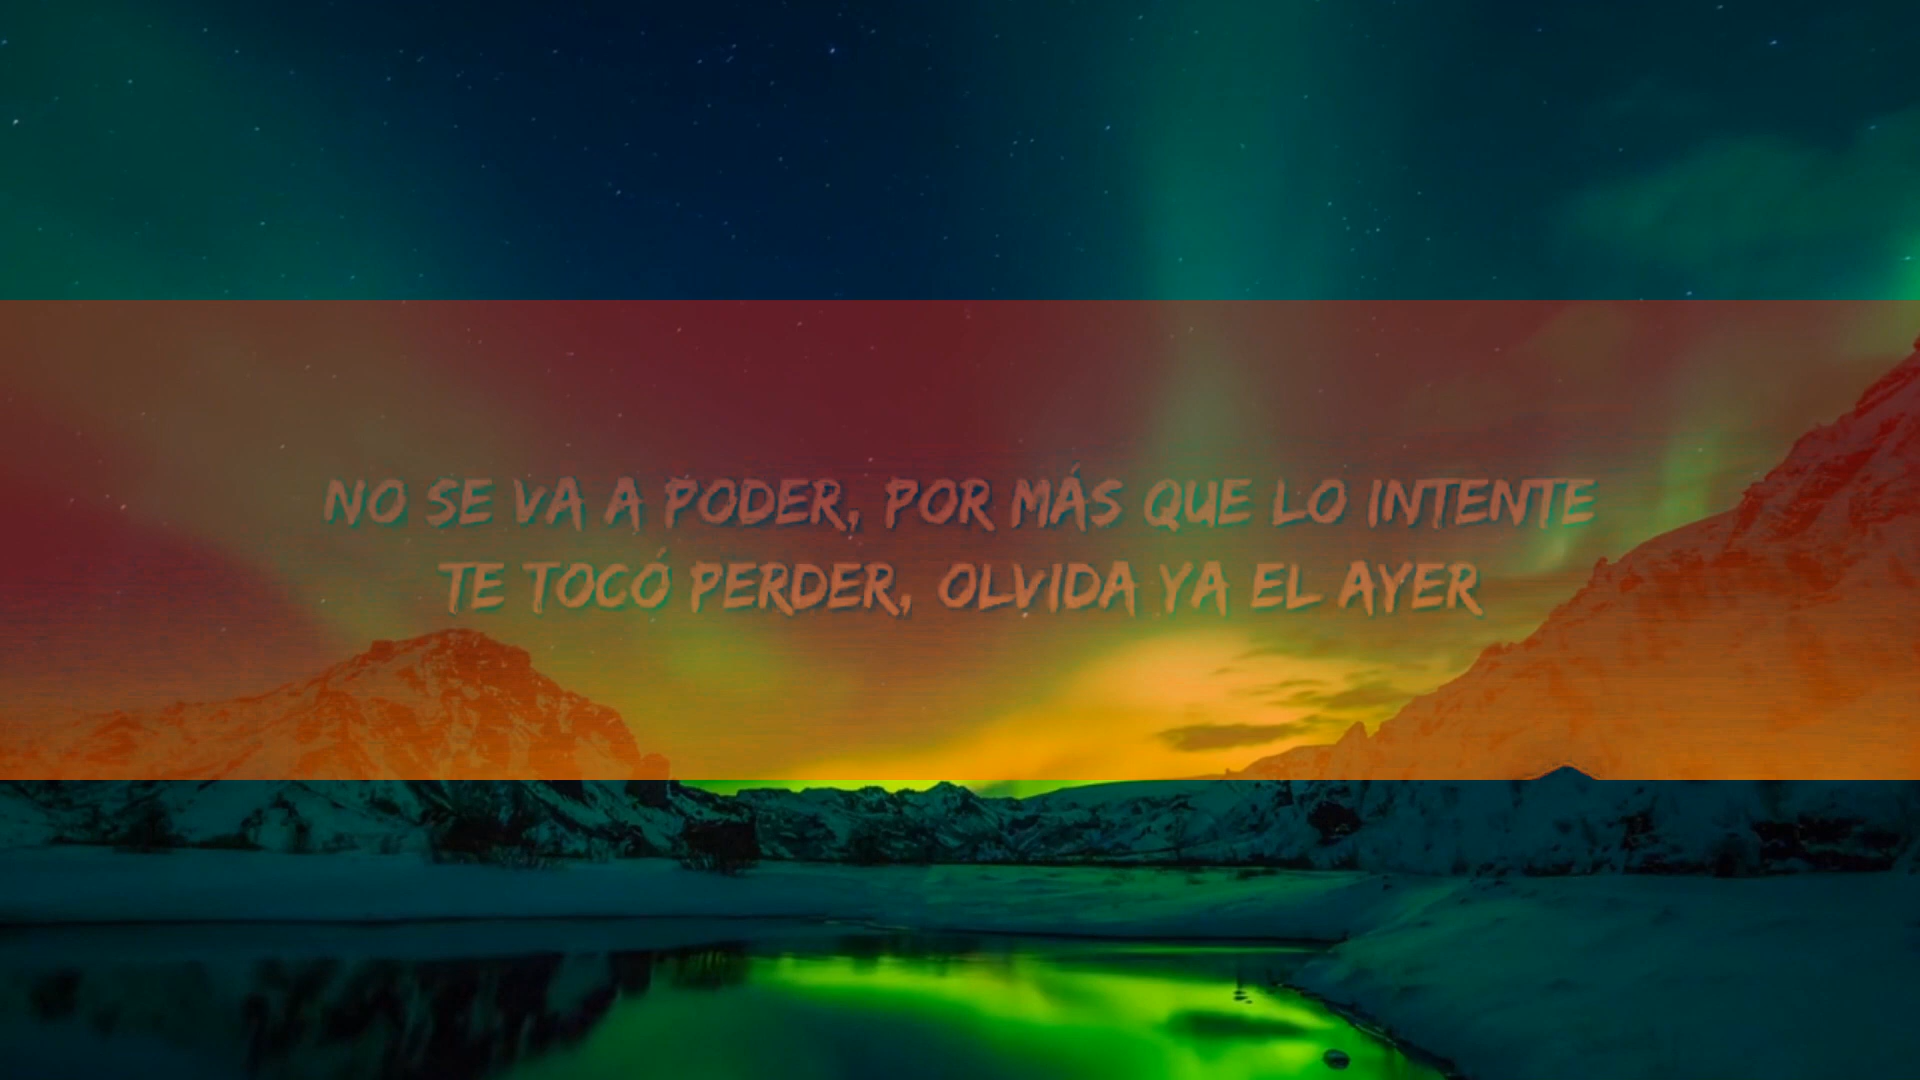 NO SE VA A PODER, POR MÁS QUE LO INTENTE
TE TOCÓ PERDER, OLVIDA YA EL AYER